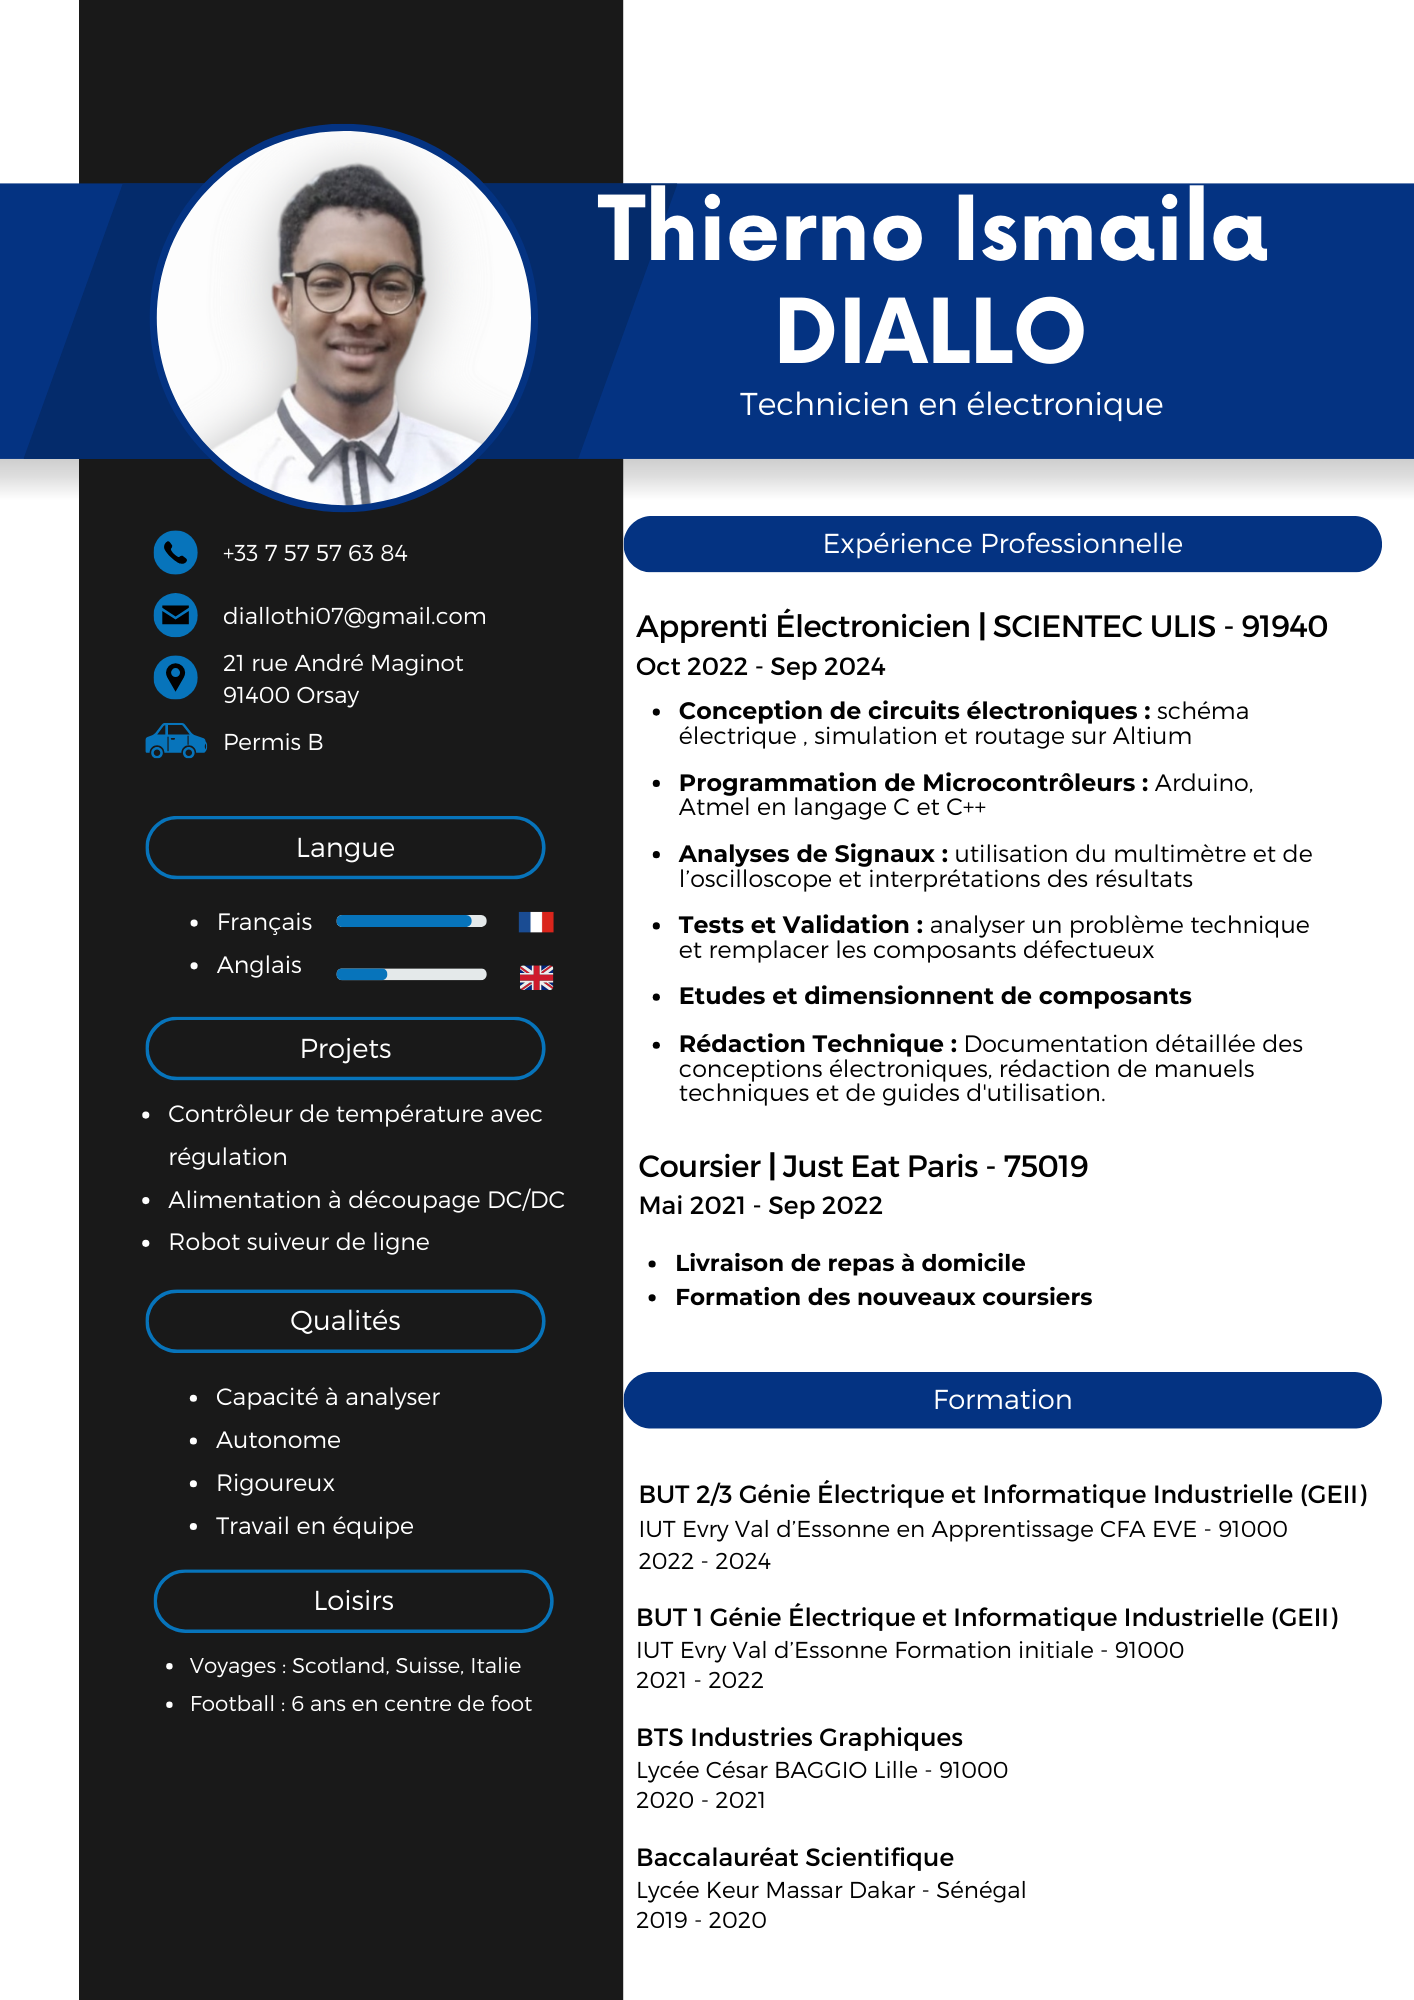 Thierno Ismaila
DIALLO
Technicien en électronique
+33 7 57 57 63 84
diallothi07@gmail.com
21 rue André Maginot
91400 Orsay
Permis B
Langue
• Français
• Anglais
Projets
• Contrôleur de température avec
régulation
• Alimentation à découpage DC/DC
• Robot suiveur de ligne
Qualités
• Capacité à analyser
• Autonome
• Rigoureux
• Travail en équipe
Loisirs
• Voyages : Scotland, Suisse, Italie
• Football : 6 ans en centre de foot
Expérience Professionnelle
Apprenti Électronicien | SCIENTEC ULIS - 91940
Oct 2022 - Sep 2024
• Conception de circuits électroniques : schéma
électrique , simulation et routage sur Altium
• Programmation de Microcontrôleurs : Arduino,
Atmel en langage C et C++
• Analyses de Signaux : utilisation du multimètre et de
l’oscilloscope et interprétations des résultats
• Tests et Validation : analyser un problème technique
et remplacer les composants défectueux
• Etudes et dimensionnent de composants
• Rédaction Technique : Documentation détaillée des
conceptions électroniques, rédaction de manuels
techniques et de guides d'utilisation.
Coursier | Just Eat Paris - 75019
Mai 2021 - Sep 2022
• Livraison de repas à domicile
• Formation des nouveaux coursiers
Formation
BUT 2/3 Génie Électrique et Informatique Industrielle (GEII)
IUT Evry Val d’Essonne en Apprentissage CFA EVE - 91000
2022 - 2024
BUT 1 Génie Électrique et Informatique Industrielle (GEII)
IUT Evry Val d’Essonne Formation initiale - 91000
2021 - 2022
BTS Industries Graphiques
Lycée César BAGGIO Lille - 91000
2020 - 2021
Baccalauréat Scientifique
Lycée Keur Massar Dakar - Sénégal
2019 - 2020